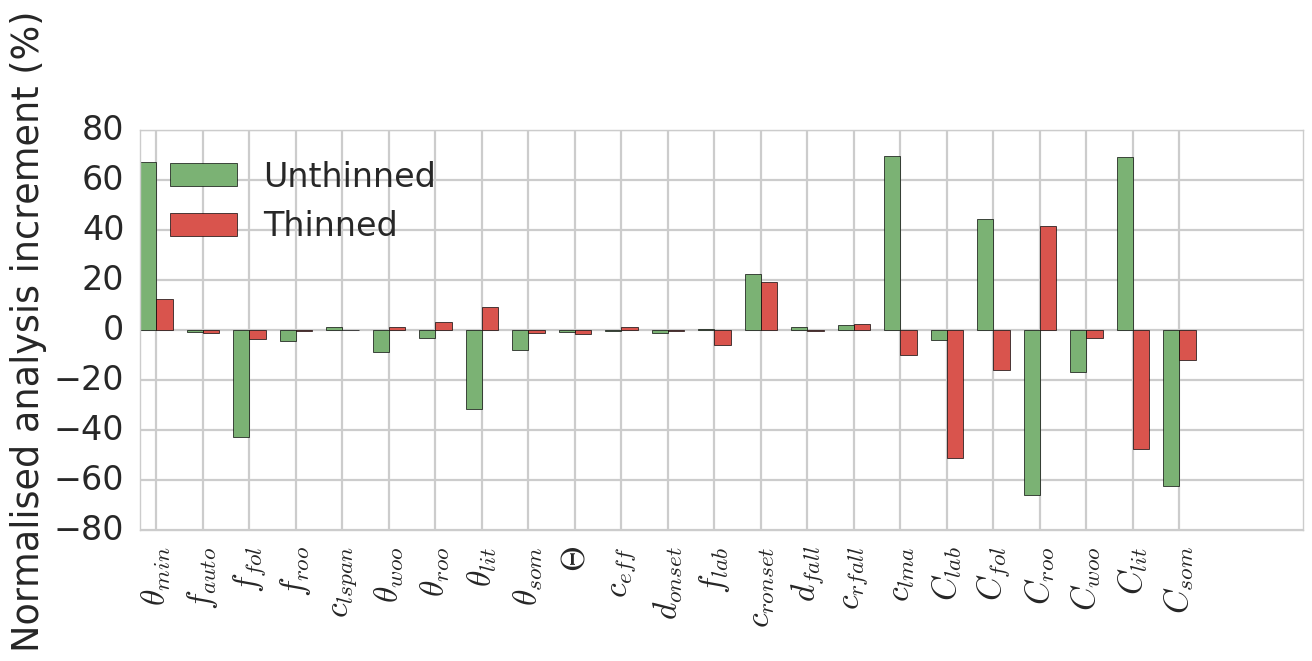 Normalised analysis increment (%)
80
60
40
20
0
−20
−40
−60
−80
Unthinned
Thinned
θmin
fauto
ffol
froo
clspan
θwoo
θroo
θlit
θsom
Θ
ceff
donset
flab
cronset
dfall
crfall
clma
Clab
Cfol
Croo
Cwoo
Clit
Csom